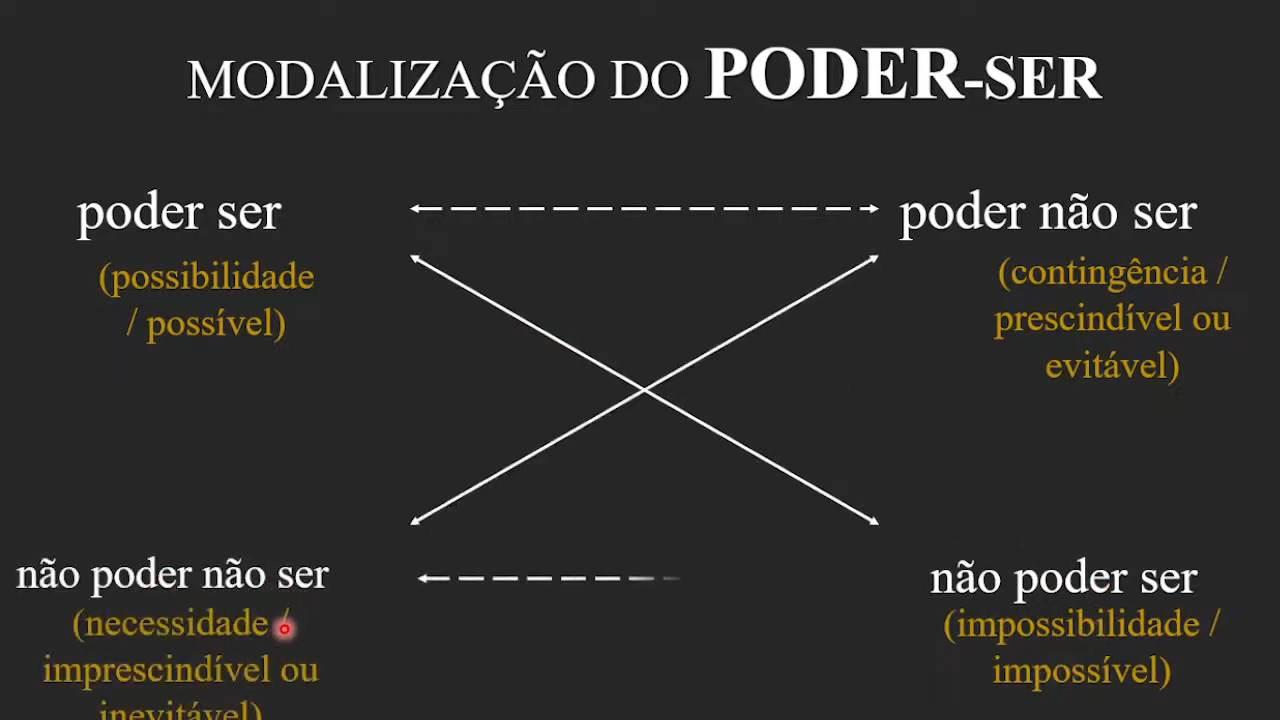 MODALIZAÇÃO DO PODER-SER
poder ser
(possibilidade
/ possível)
poder não ser
(contingência /
prescindível ou
evitável)
não poder não ser
(necessidade /
imprescindível ou
inevitável)
não poder ser
(impossibilidade /
impossível)